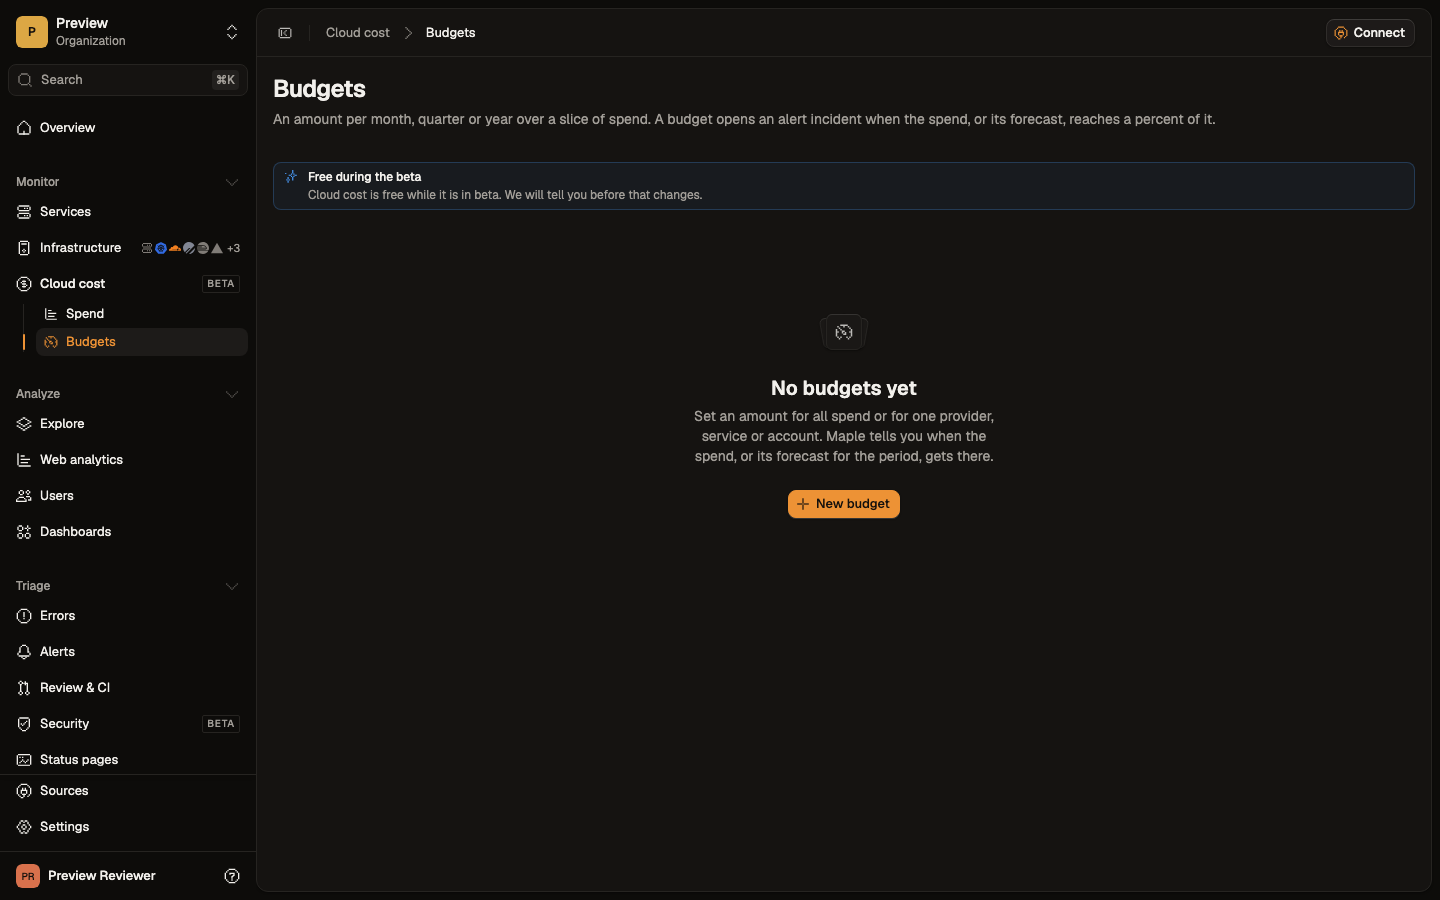 P
Preview
Organization
Search
⌘K
Overview
Monitor
Services
Infrastructure
+3
Cloud cost
BETA
Spend
Budgets
Analyze
Explore
Web analytics
Users
Dashboards
Triage
Errors
Alerts
Review & CI
Security
BETA
Status pages
Sources
Settings
PR
Preview Reviewer
Cloud cost
Budgets
Connect
Budgets
An amount per month, quarter or year over a slice of spend. A budget opens an alert incident when the spend, or its forecast, reaches a percent of it.
Free during the beta
Cloud cost is free while it is in beta. We will tell you before that changes.
No budgets yet
Set an amount for all spend or for one provider,
service or account. Maple tells you when the
spend, or its forecast for the period, gets there.
New budget